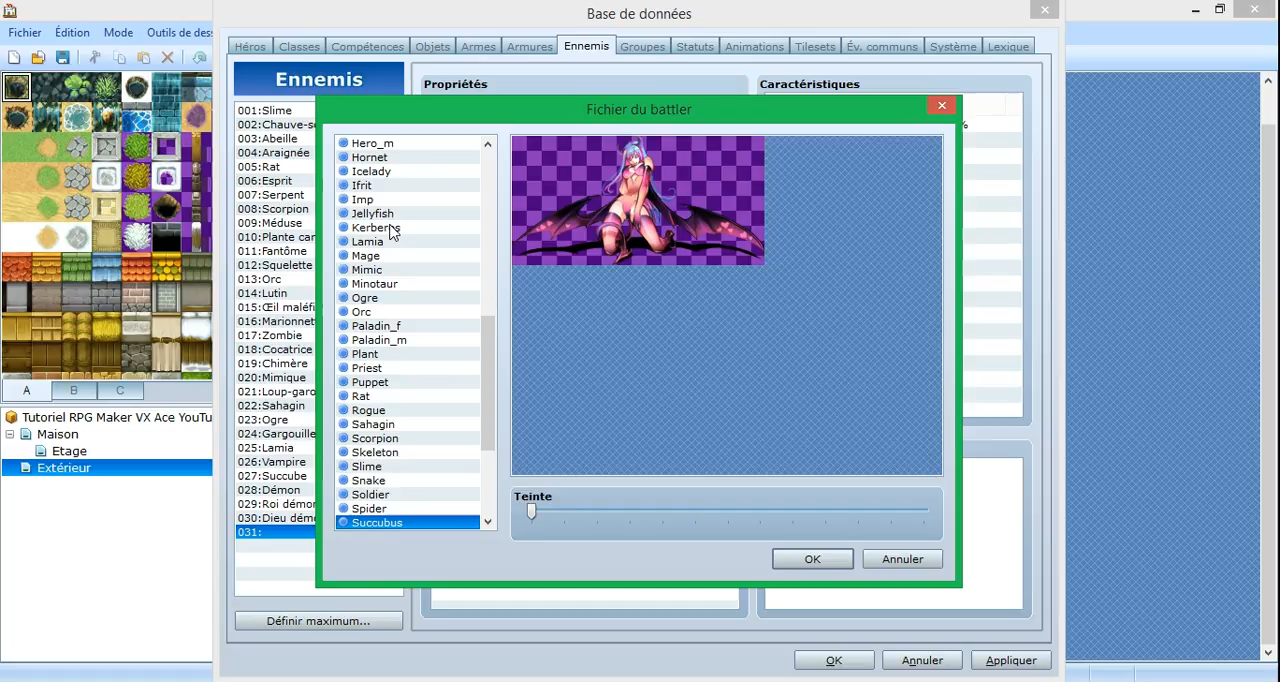 Base de données
Fichier Édition Mode Outils de des
Héros Classes Compétences Objets Armes Armures Ennemis Groupes Statuts Animations Tilesets Év. communs Système Lexique
Ennemis
Propriétés
Caractéristiques
001:Slime
002:Chauve-s
003:Abeille
004:Araignée
005:Rat
006:Esprit
007:Serpent
008:Scorpion
009:Méduse
010:Plante car
011:Fantôme
012:Squelette
013:Orc
014:Lutin
015:Œil maléfi
016:Marionnet
017:Zombie
018:Cocatrice
019:Chimère
020:Mimique
021:Loup-garo
022:Sahagin
023:Ogre
024:Gargouille
025:Lamia
026:Vampire
027:Succube
028:Démon
029:Roi démor
030:Dieu dém
031:
Définir maximum...
Fichier du battler
Hero_m
Hornet
Icelady
Ifrit
Imp
Jellyfish
Kerberos
Lamia
Mage
Mimic
Minotaur
Ogre
Orc
Paladin_f
Paladin_m
Plant
Priest
Puppet
Rat
Rogue
Sahagin
Scorpion
Skeleton
Slime
Snake
Soldier
Spider
Succubus
Teinte
OK Annuler
%
A B C
Tutoriel RPG Maker VX Ace YouTu
Maison
Etage
Extérieur
OK Annuler Appliquer